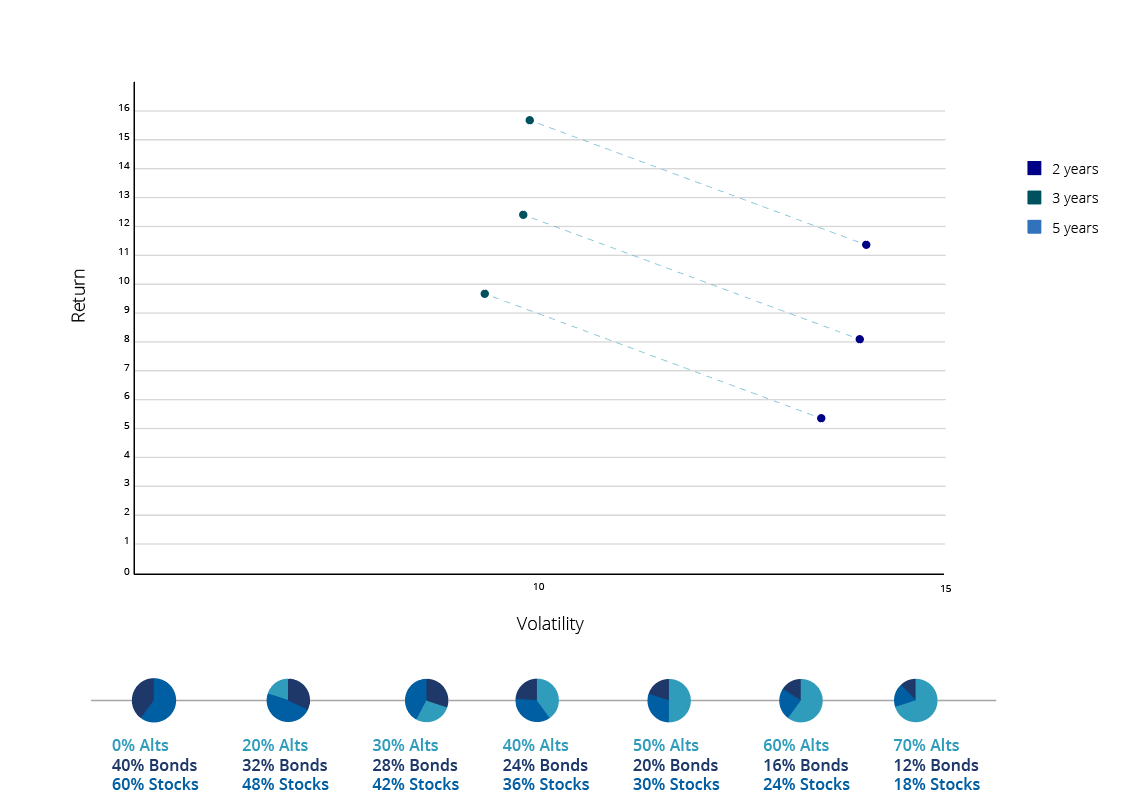 16
15
14
13
12
11
10
9
8
7
6
5
4
3
2
1
0
Return
10
15
Volatility
2 years
3 years
5 years
0% Alts
40% Bonds
60% Stocks
20% Alts
32% Bonds
48% Stocks
30% Alts
28% Bonds
42% Stocks
40% Alts
24% Bonds
36% Stocks
50% Alts
20% Bonds
30% Stocks
60% Alts
16% Bonds
24% Stocks
70% Alts
12% Bonds
18% Stocks